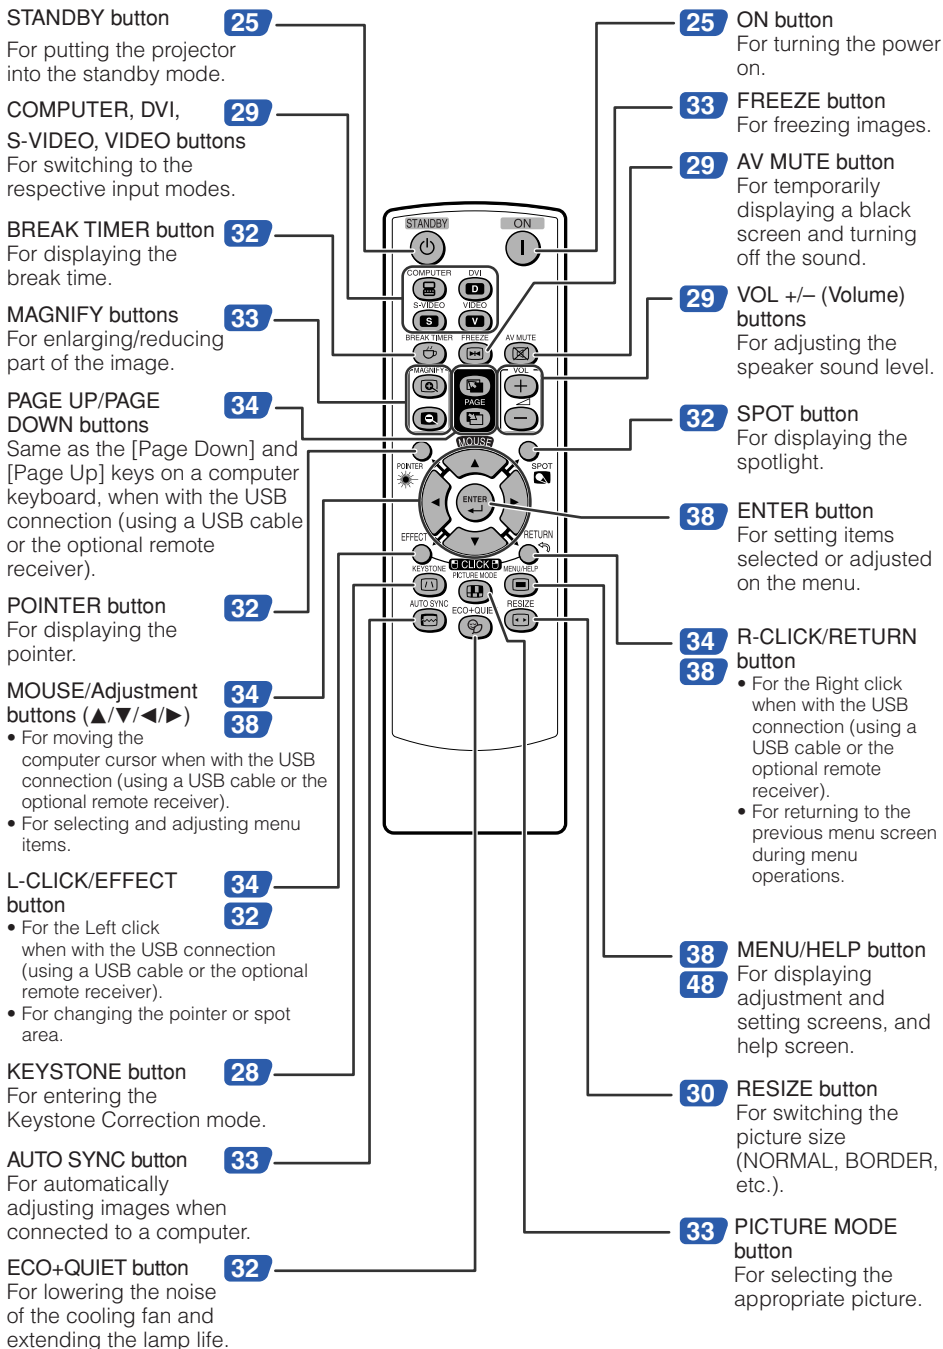 STANDBY button 25
For putting the projector
into the standby mode.
COMPUTER, DVI, 29
S-VIDEO, VIDEO buttons
For switching to the
respective input modes.
BREAK TIMER button 32
For displaying the
break time.
MAGNIFY buttons 33
For enlarging/reducing
part of the image.
PAGE UP/PAGE 34
DOWN buttons
Same as the [Page Down] and
[Page Up] keys on a computer
keyboard, when with the USB
connection (using a USB cable
or the optional remote
receiver).
POINTER button 32
For displaying the
pointer.
MOUSE/Adjustment 34
buttons (▲/▼/◀/▶) 38
• For moving the
computer cursor when with the USB
connection (using a USB cable or the
optional remote receiver).
• For selecting and adjusting menu
items.
L-CLICK/EFFECT 34
button 32
• For the Left click
when with the USB connection
(using a USB cable or the optional
remote receiver).
• For changing the pointer or spot
area.
KEYSTONE button 28
For entering the
Keystone Correction mode.
AUTO SYNC button 33
For automatically
adjusting images when
connected to a computer.
ECO+QUIET button 32
For lowering the noise
of the cooling fan and
extending the lamp life.
STANDBY ON
COMPUTER DVI
D
S-VIDEO VIDEO
S V
BREAK TIMER FREEZE AV MUTE
MAGNIFY VOL
PAGE
MOUSE
POINTER SPOT
ENTER
EFFECT RETURN
CLICK
KEYSTONE PICTURE MODE MENU/HELP
AUTO SYNC ECO+QUIE RESIZE
25 ON button
For turning the power
on.
33 FREEZE button
For freezing images.
29 AV MUTE button
For temporarily
displaying a black
screen and turning
off the sound.
29 VOL +/– (Volume)
buttons
For adjusting the
speaker sound level.
32 SPOT button
For displaying the
spotlight.
38 ENTER button
For setting items
selected or adjusted
on the menu.
34 R-CLICK/RETURN
38 button
• For the Right click
when with the USB
connection (using a
USB cable or the
optional remote
receiver).
• For returning to the
previous menu screen
during menu
operations.
38 MENU/HELP button
48 For displaying
adjustment and
setting screens, and
help screen.
30 RESIZE button
For switching the
picture size
(NORMAL, BORDER,
etc.).
33 PICTURE MODE
button
For selecting the
appropriate picture.